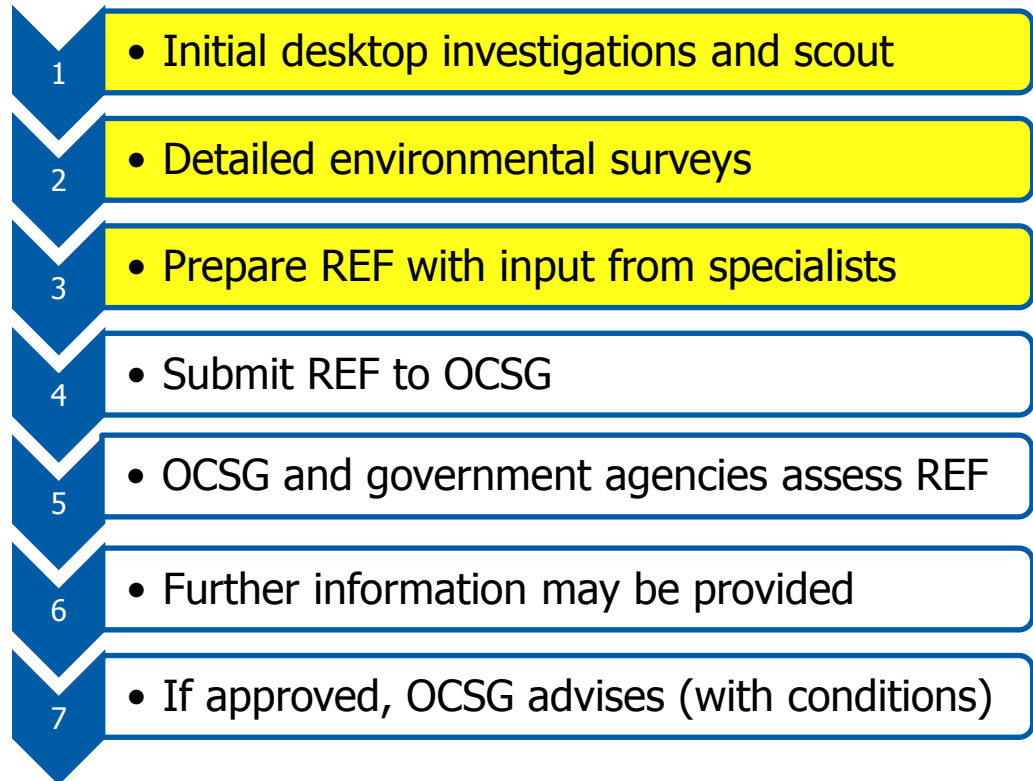 1 • Initial desktop investigations and scout
2 • Detailed environmental surveys
3 • Prepare REF with input from specialists
4 • Submit REF to OCSG
5 • OCSG and government agencies assess REF
6 • Further information may be provided
7 • If approved, OCSG advises (with conditions)